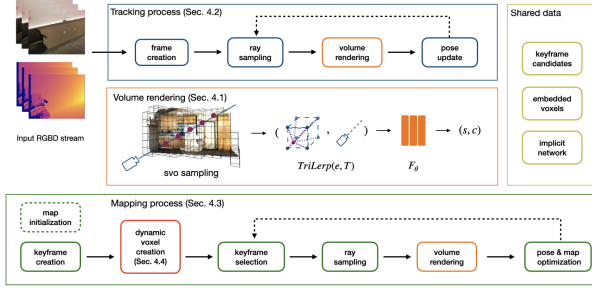 Tracking process (Sec. 4.2)
frame
creation
ray
sampling
volume
rendering
pose
update
Input RGBD stream
Volume rendering (Sec. 4.1)
svo sampling
( , )
TriLerp(e, T)
F_θ
(s, c)
Shared data
keyframe
candidates
embedded
voxels
implicit
network
Mapping process (Sec. 4.3)
map
initialization
keyframe
creation
dynamic
voxel
creation
(Sec. 4.4)
keyframe
selection
ray
sampling
volume
rendering
pose & map
optimization